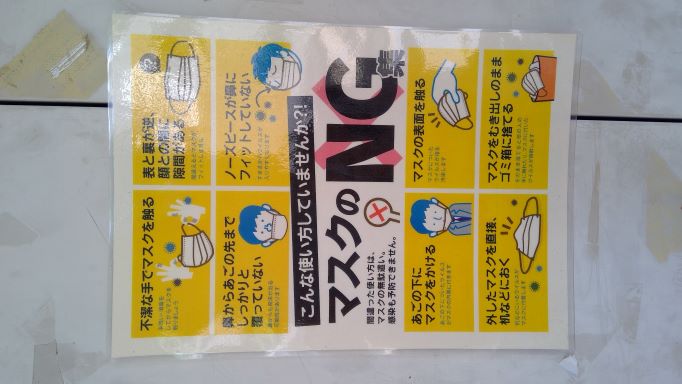 不潔な手でマスクを触る
表と裏が逆、
顔との間に
隙間がある
鼻からあごの先まで
しっかりと
覆っていない
ノーズピースが鼻に
フィットしていない
こんな使い方していませんか?!
マスクのNG集
間違った使い方は、
マスクの無駄遣い。
感染も予防できません。
あごの下に
マスクをかける
マスクの表面を触る
外したマスクを直接、
机などにおく
マスクをむき出しのまま
ゴミ箱に捨てる